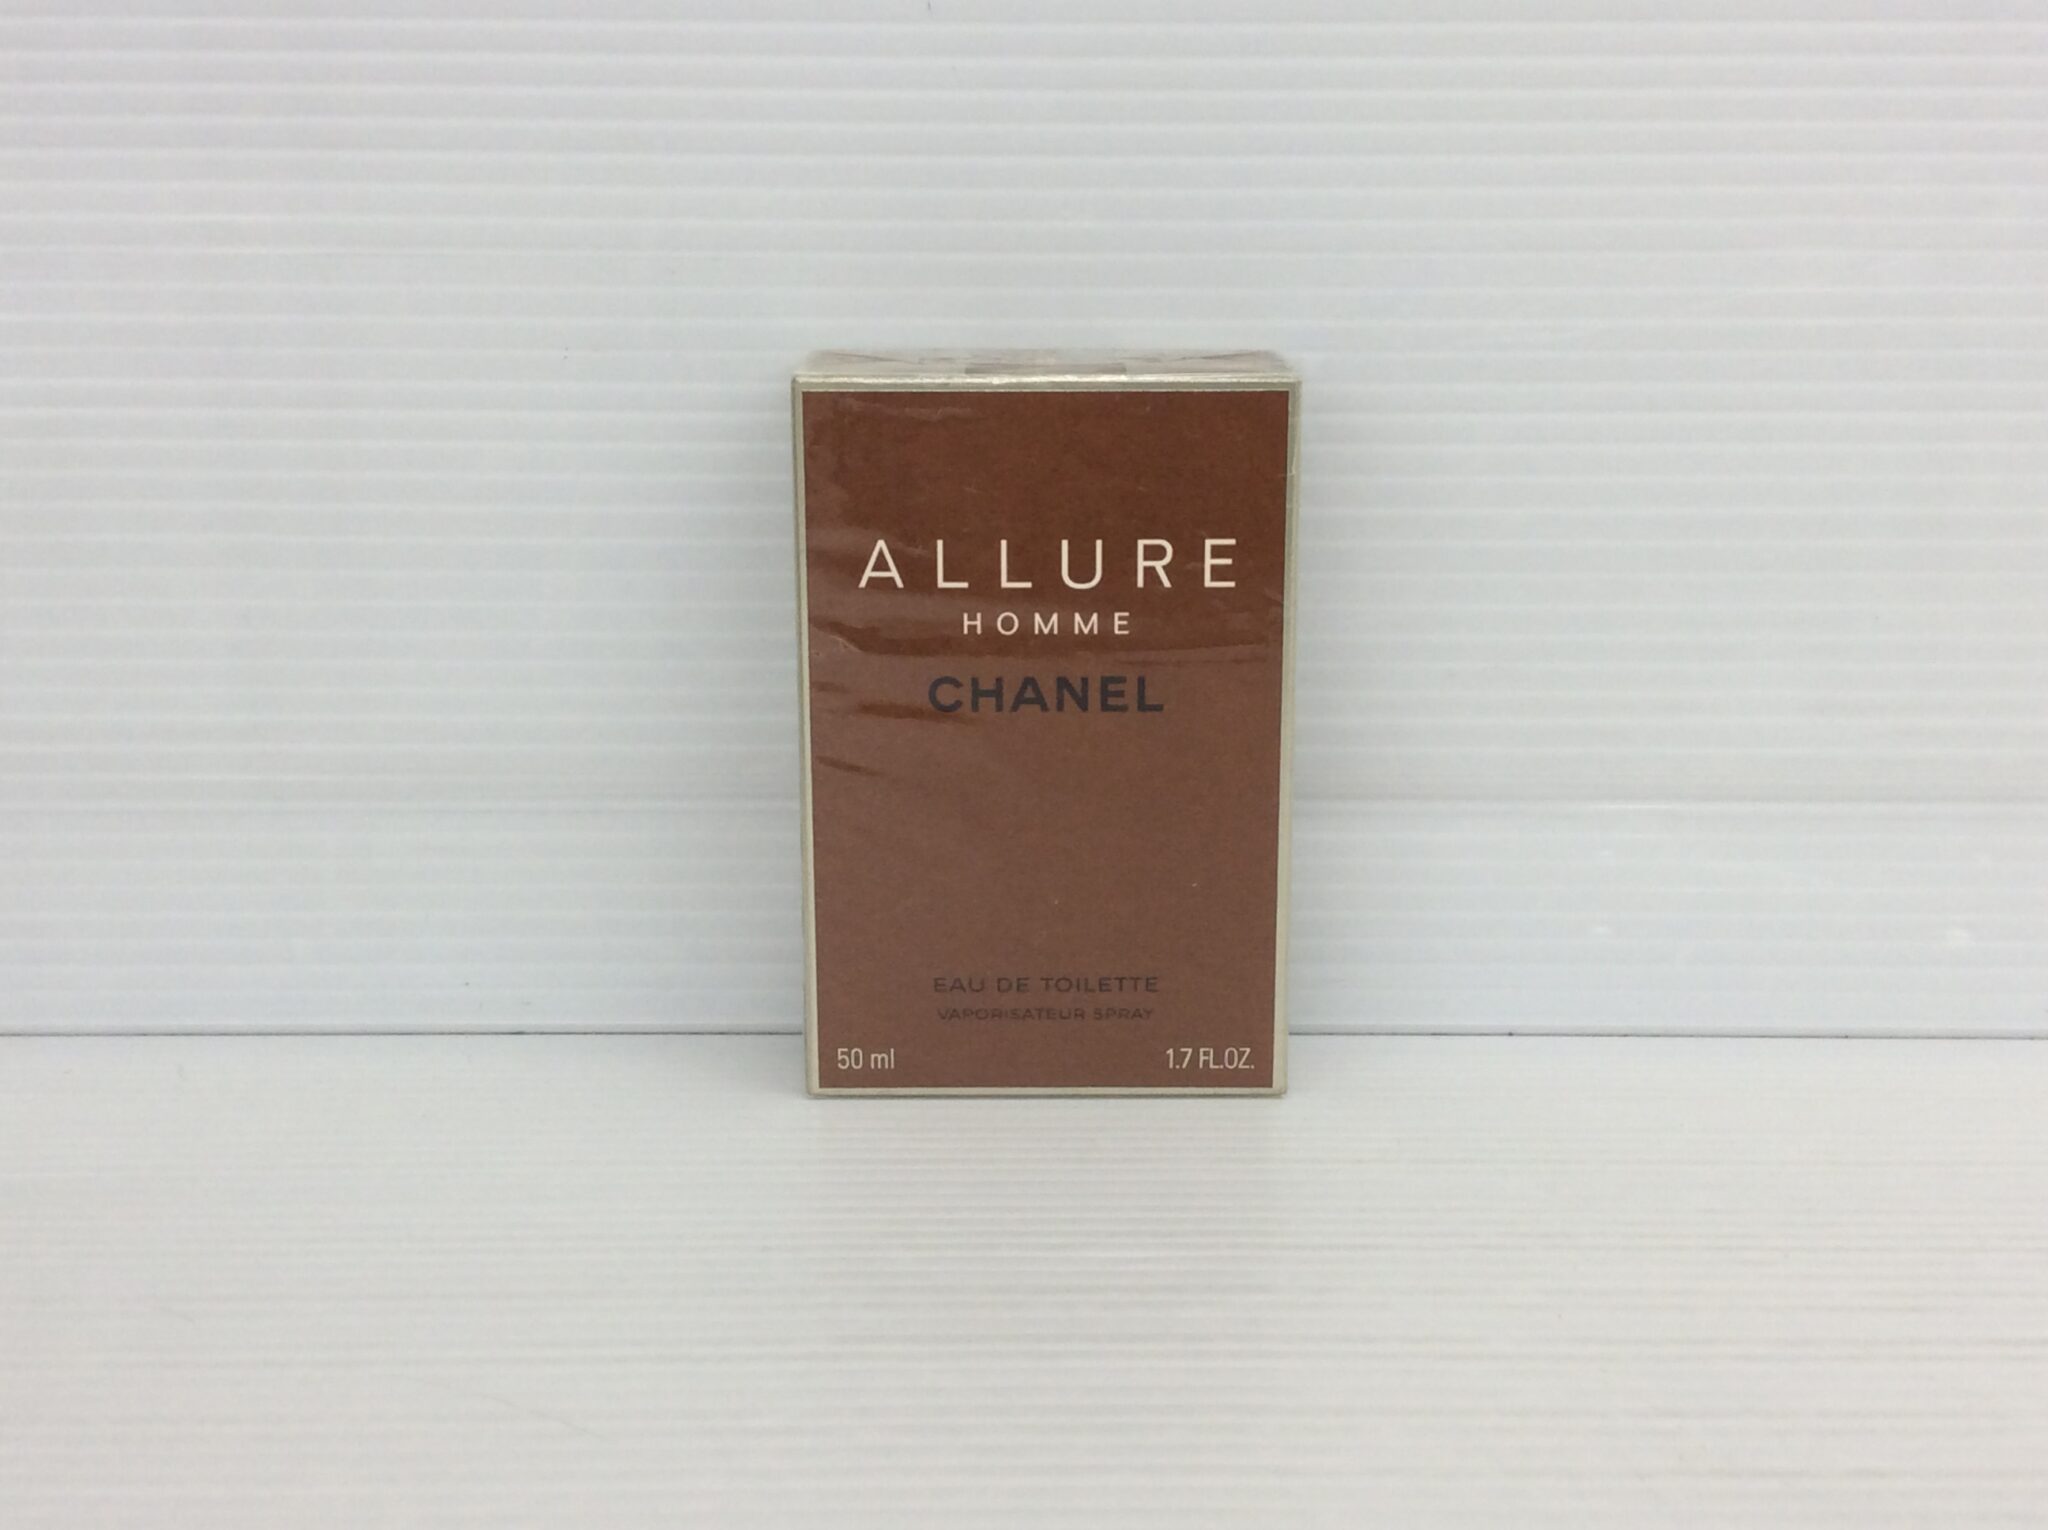 ALLURE
HOMME
CHANEL
EAU DE TOILETTE
VAPORISATEUR SPRAY
50 ml 1.7 FL.OZ.